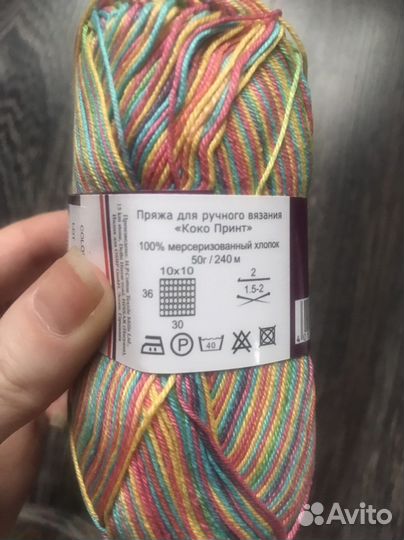 Пряжа для ручного вязания
«Коко Принт»
100% мерсеризованный хлопок
50г / 240 м
10x10
36
30
2
1.5-2
P
40
LOT
Avito